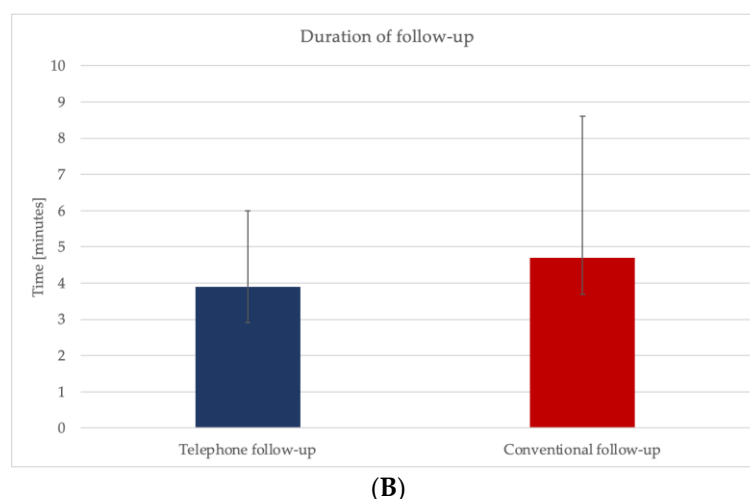 Duration of follow-up
10
9
8
7
6
5
4
3
2
1
0
Time [minutes]
Telephone follow-up
Conventional follow-up
(B)